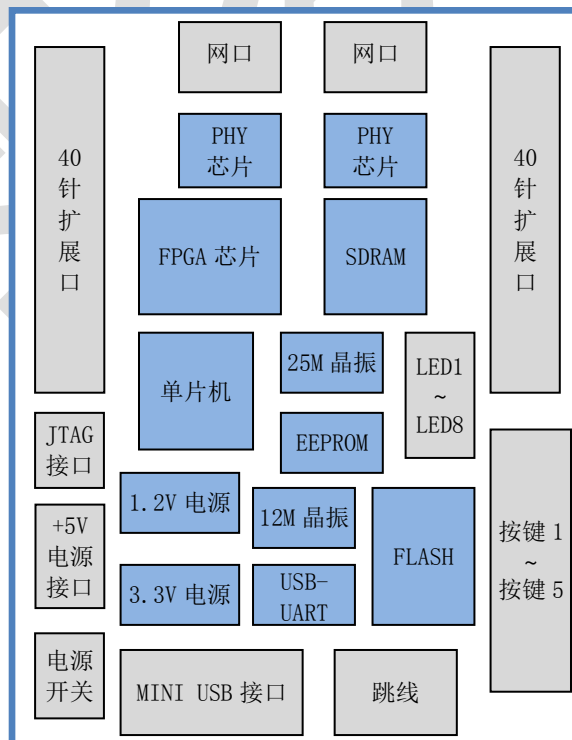 网口
网口
PHY
芯片
PHY
芯片
40
针
扩
展
口
40
针
扩
展
口
FPGA 芯片
SDRAM
单片机
25M 晶振
LED1
~
LED8
EEPROM
JTAG
接口
1.2V 电源
12M 晶振
FLASH
按键 1
~
按键 5
+5V
电源
接口
3.3V 电源
USB-
UART
电源
开关
MINI USB 接口
跳线